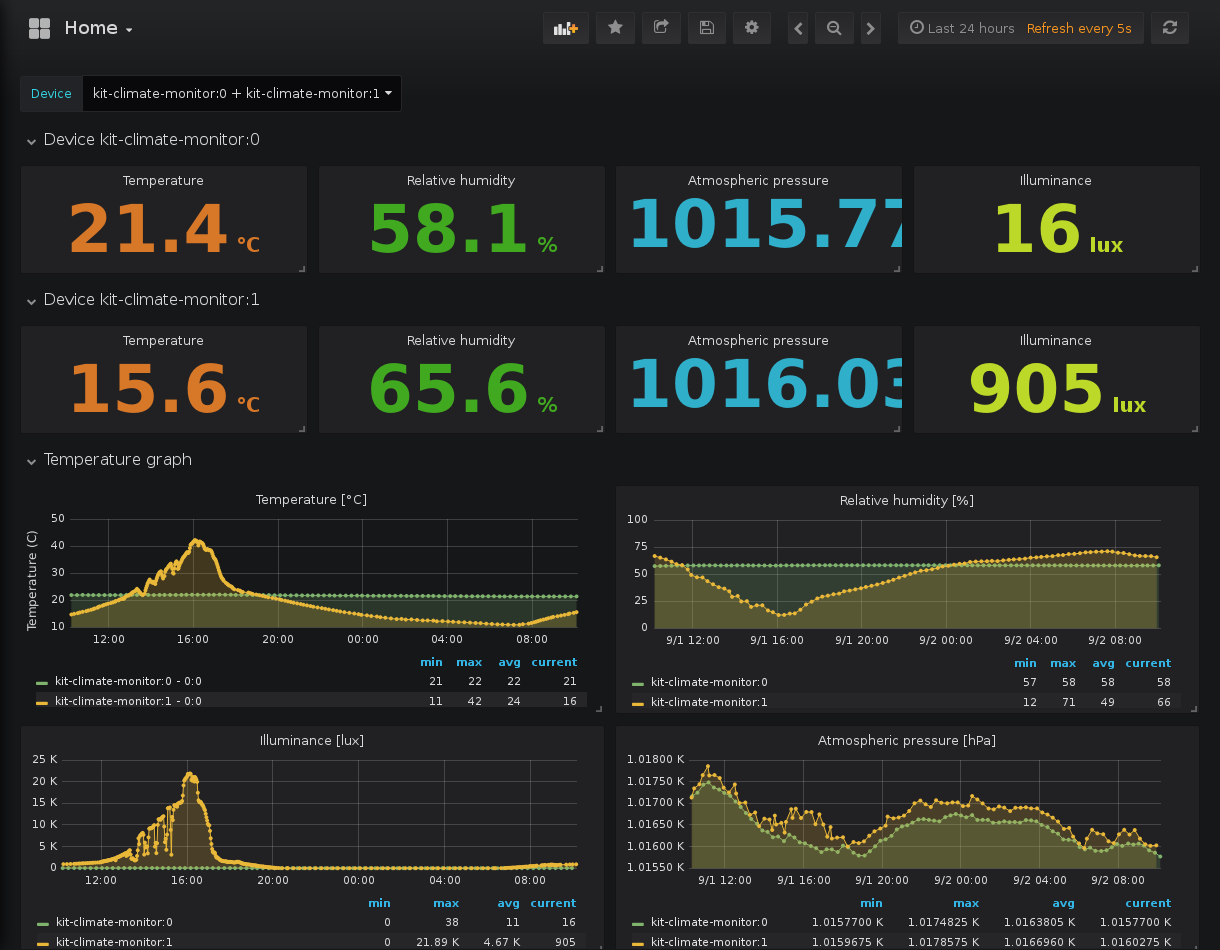 Home
Last 24 hours Refresh every 5s
Device kit-climate-monitor:0 + kit-climate-monitor:1
Device kit-climate-monitor:0
Temperature Relative humidity Atmospheric pressure Illuminance
21.4 °C 58.1 % 1015.77 16 lux
Device kit-climate-monitor:1
Temperature Relative humidity Atmospheric pressure Illuminance
15.6 °C 65.6 % 1016.03 905 lux
Temperature graph
Temperature [°C]
Temperature (C)
50
40
30
20
10
12:00 16:00 20:00 00:00 04:00 08:00
min max avg current
kit-climate-monitor:0 - 0:0 21 22 22 21
kit-climate-monitor:1 - 0:0 11 42 24 16
Relative humidity [%]
100
75
50
25
0
9/1 12:00 9/1 16:00 9/1 20:00 9/2 00:00 9/2 04:00 9/2 08:00
min max avg current
kit-climate-monitor:0 57 58 58 58
kit-climate-monitor:1 12 71 49 66
Illuminance [lux]
25 K
20 K
15 K
10 K
5 K
0
12:00 16:00 20:00 00:00 04:00 08:00
min max avg current
kit-climate-monitor:0 0 38 11 16
kit-climate-monitor:1 0 21.89 K 4.67 K 905
Atmospheric pressure [hPa]
1.01800 K
1.01750 K
1.01700 K
1.01650 K
1.01600 K
1.01550 K
9/1 12:00 9/1 16:00 9/1 20:00 9/2 00:00 9/2 04:00 9/2 08:00
min max avg current
kit-climate-monitor:0 1.0157700 K 1.0174825 K 1.0163805 K 1.0157700 K
kit-climate-monitor:1 1.0159675 K 1.0178575 K 1.0166960 K 1.0160275 K